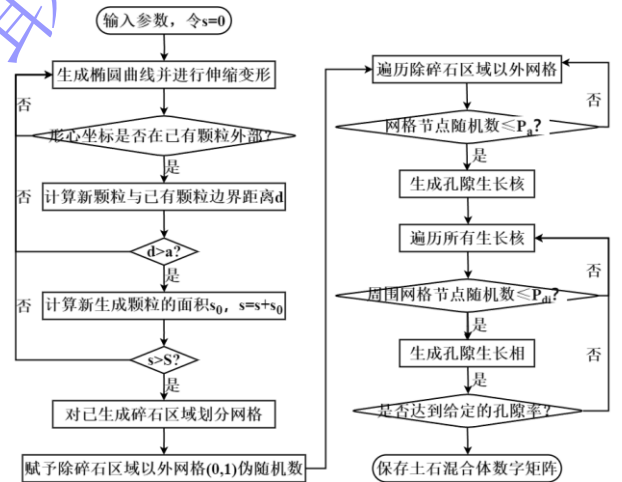 输入参数，令s=0
生成椭圆曲线并进行伸缩变形
否
形心坐标是否在已有颗粒外部？
是
否
计算新颗粒与已有颗粒边界距离d
d>a?
是
否
计算新生成颗粒的面积s₀，s=s+s₀
s>S?
是
对已生成碎石区域划分网格
赋予除碎石区域以外网格(0,1)伪随机数
遍历除碎石区域以外网格
否
网格节点随机数≤Pₐ?
是
生成孔隙生长核
遍历所有生长核
否
周围网格节点随机数≤P_di?
是
生成孔隙生长相
否
是
是否达到给定的孔隙率？
保存土石混合体数字矩阵